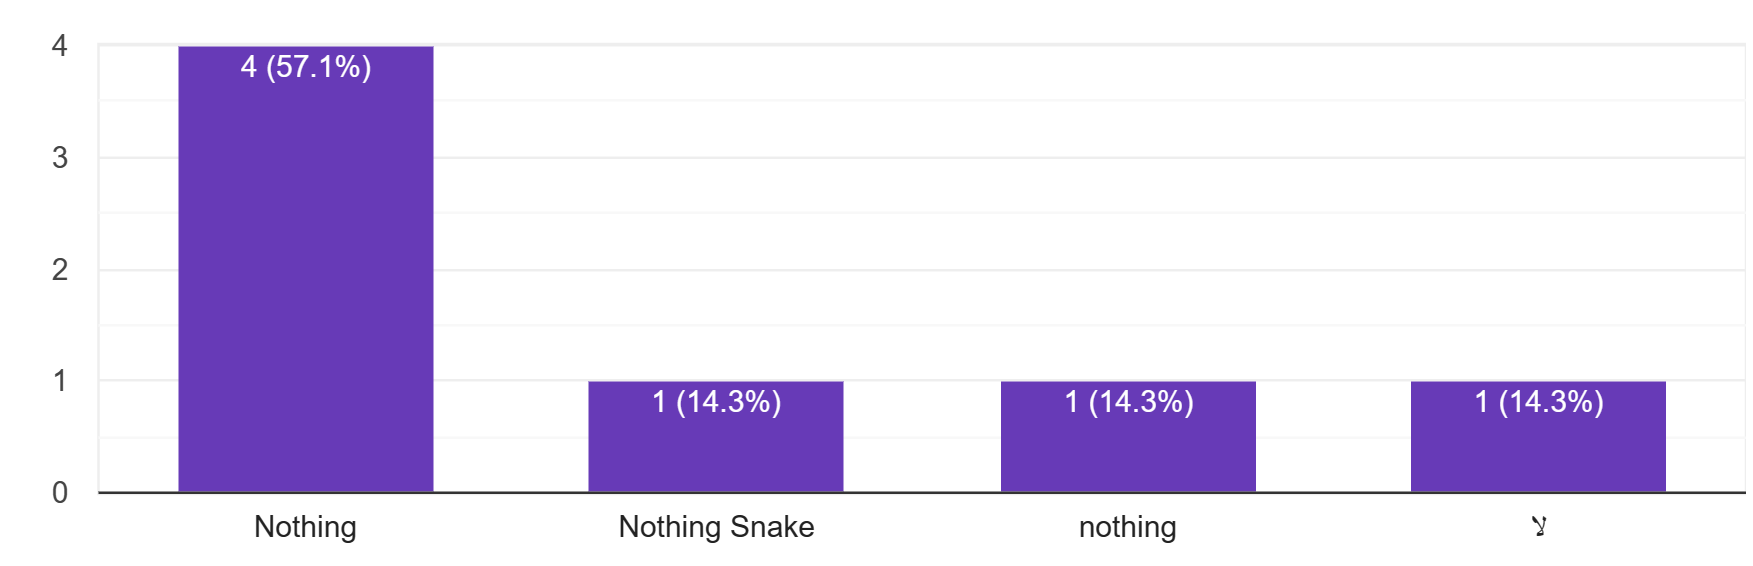 4
4 (57.1%)
3
2
1
1 (14.3%)
1 (14.3%)
1 (14.3%)
0
Nothing
Nothing Snake
nothing
لا